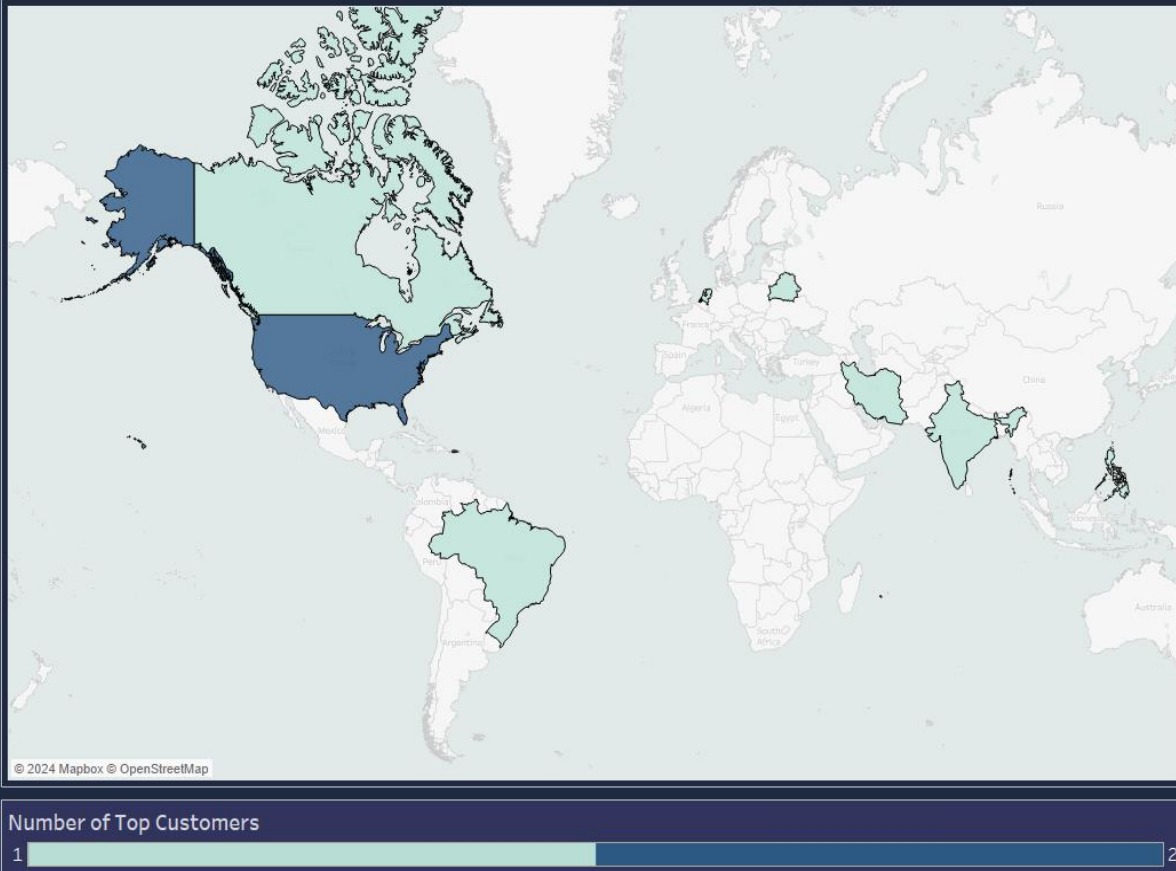 Russia
France
Spain
Turkey
China
Algeria
Egypt
Mexico
Colombia
Indonesia
Peru
Australia
South
Africa
Argentina
© 2024 Mapbox © OpenStreetMap
Number of Top Customers
1
2